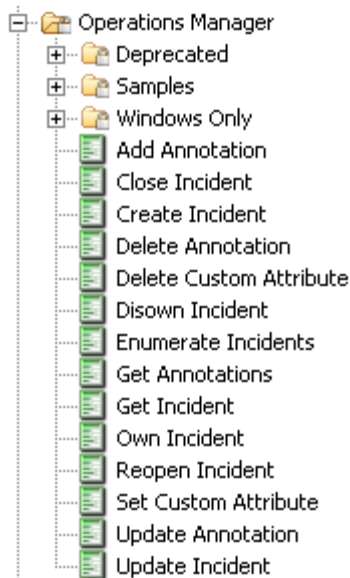 Operations Manager
Deprecated
Samples
Windows Only
Add Annotation
Close Incident
Create Incident
Delete Annotation
Delete Custom Attribute
Disown Incident
Enumerate Incidents
Get Annotations
Get Incident
Own Incident
Reopen Incident
Set Custom Attribute
Update Annotation
Update Incident